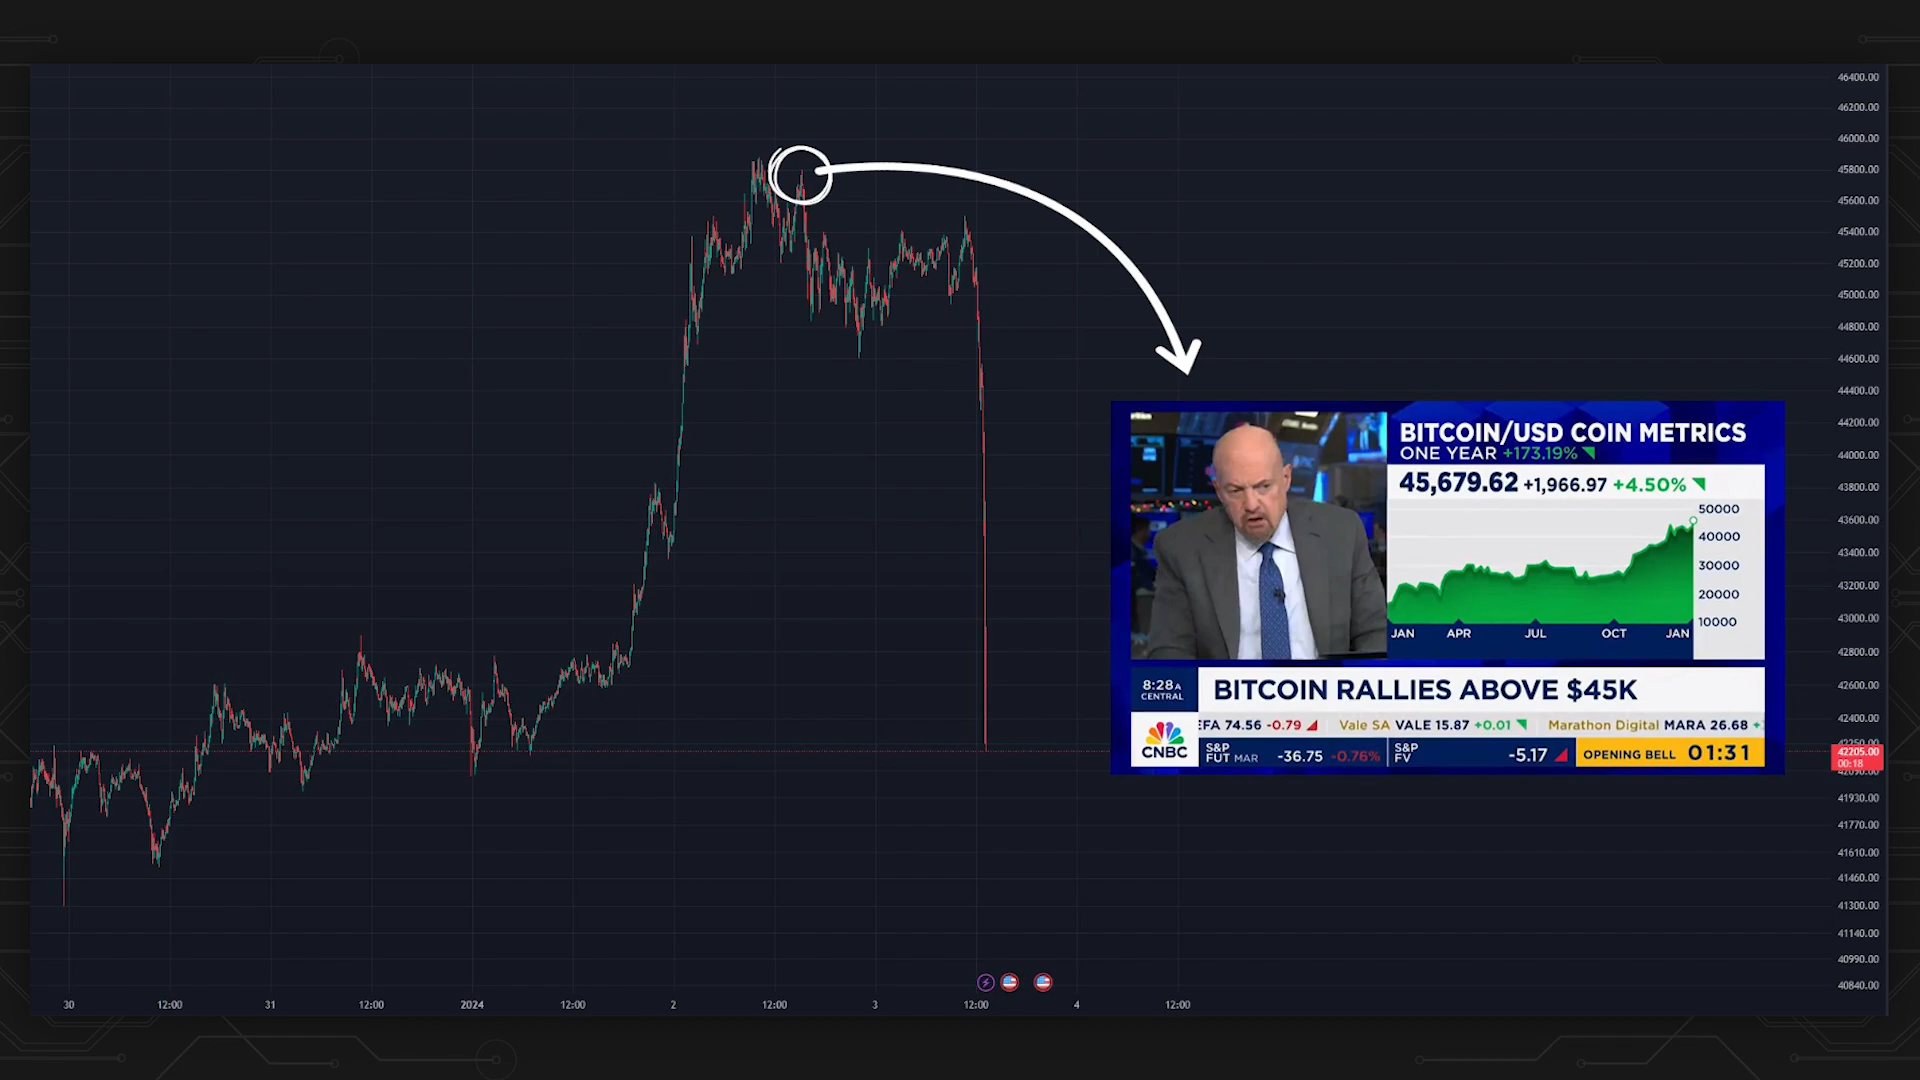 46400.00
46200.00
46000.00
45800.00
45600.00
45400.00
45200.00
45000.00
44800.00
44600.00
44400.00
44200.00
44000.00
43800.00
43600.00
43400.00
43200.00
43000.00
42800.00
42600.00
42400.00
42205.00
00:18
41930.00
41770.00
41610.00
41460.00
41300.00
41140.00
40990.00
40840.00
30 12:00 31 12:00 2024 12:00 2 12:00 3 12:00 4 12:00
BITCOIN/USD COIN METRICS
ONE YEAR +173.19%
45,679.62 +1,966.97 +4.50%
50000
40000
30000
20000
10000
JAN APR JUL OCT JAN
8:28A
CENTRAL
BITCOIN RALLIES ABOVE $45K
EFA 74.56 -0.79 Vale SA VALE 15.87 +0.01 Marathon Digital MARA 26.68
CNBC
S&P
FUT MAR -36.75 -0.76%
S&P
FV -5.17
OPENING BELL 01:31